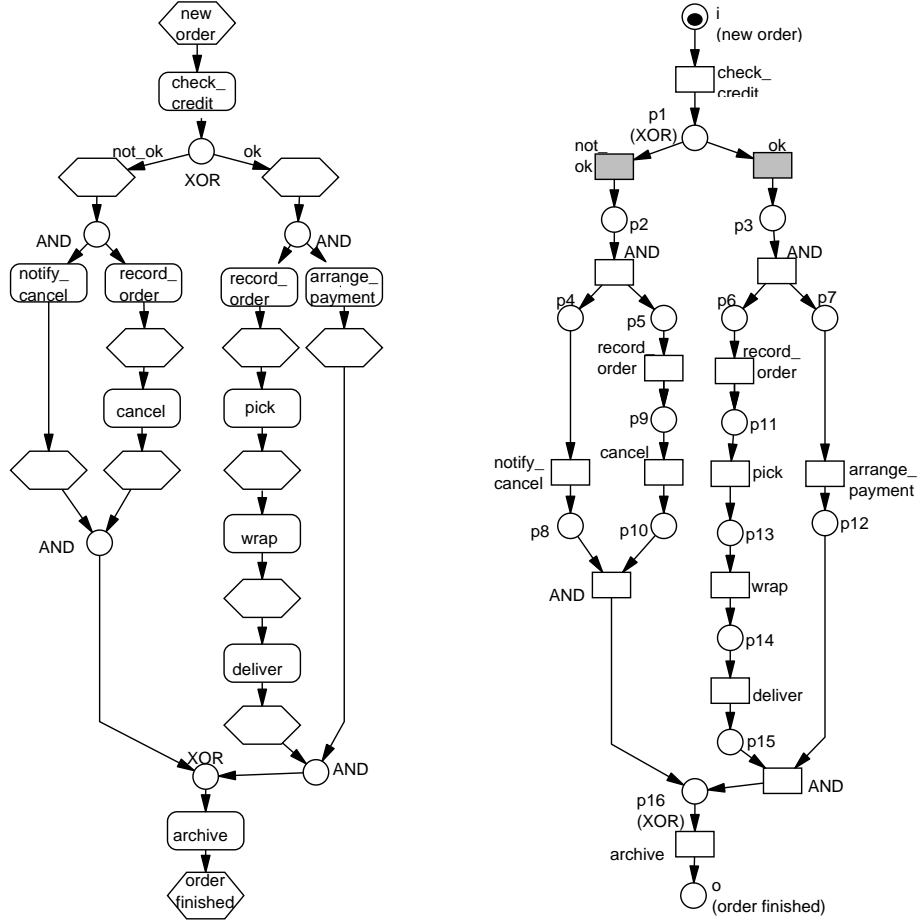 new
order
check_
credit
not_ok
ok
XOR
AND
AND
notify_
cancel
record_
order
record_
order
arrange_
payment
cancel
pick
AND
wrap
deliver
XOR
AND
archive
order
finished
i
(new order)
check_
credit
p1
(XOR)
not_
ok
ok
p2
p3
AND
AND
p4
p5
p6
p7
record_
order
record_
order
p9
p11
notify_
cancel
cancel
pick
arrange_
payment
p8
p10
p13
p12
AND
wrap
p14
deliver
p15
AND
p16
(XOR)
archive
o
(order finished)